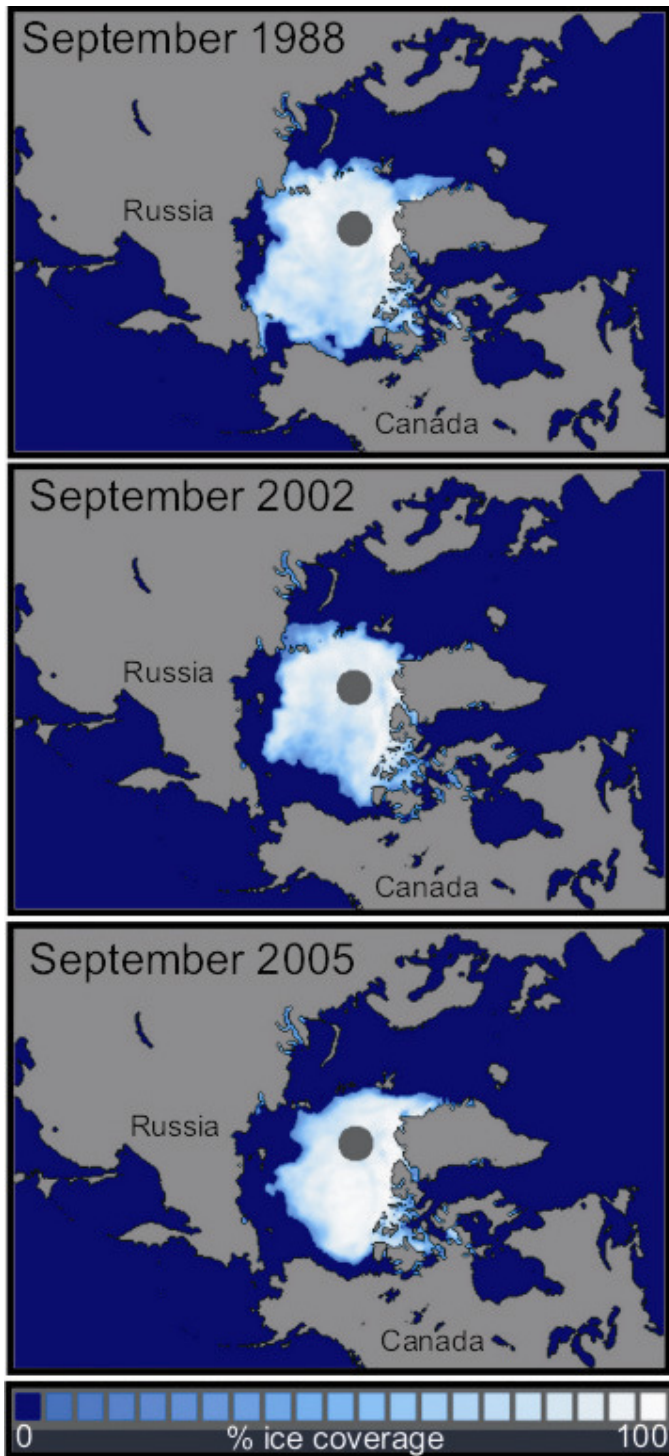 September 1988
Russia
Canada
September 2002
Russia
Canada
September 2005
Russia
Canada
0 % ice coverage 100